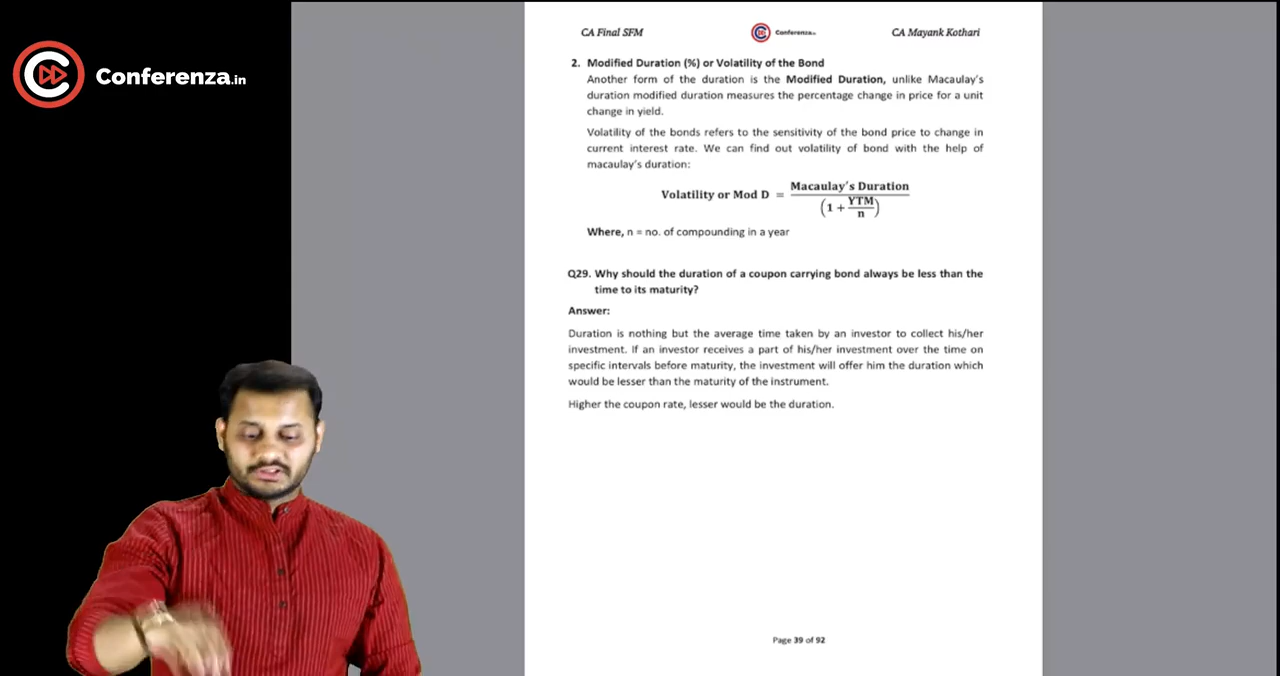 Conferenza.in
CA Final SFM
Conferenza.in
CA Mayank Kothari
2. Modified Duration (%) or Volatility of the Bond
Another form of the duration is the Modified Duration, unlike Macaulay's
duration modified duration measures the percentage change in price for a unit
change in yield.
Volatility of the bonds refers to the sensitivity of the bond price to change in
current interest rate. We can find out volatility of bond with the help of
macaulay's duration:
Volatility or Mod D = Macaulay's Duration / (1 + YTM/n)
Where, n = no. of compounding in a year
Q29. Why should the duration of a coupon carrying bond always be less than the
time to its maturity?
Answer:
Duration is nothing but the average time taken by an investor to collect his/her
investment. If an investor receives a part of his/her investment over the time on
specific intervals before maturity, the investment will offer him the duration which
would be lesser than the maturity of the instrument.
Higher the coupon rate, lesser would be the duration.
Page 39 of 92